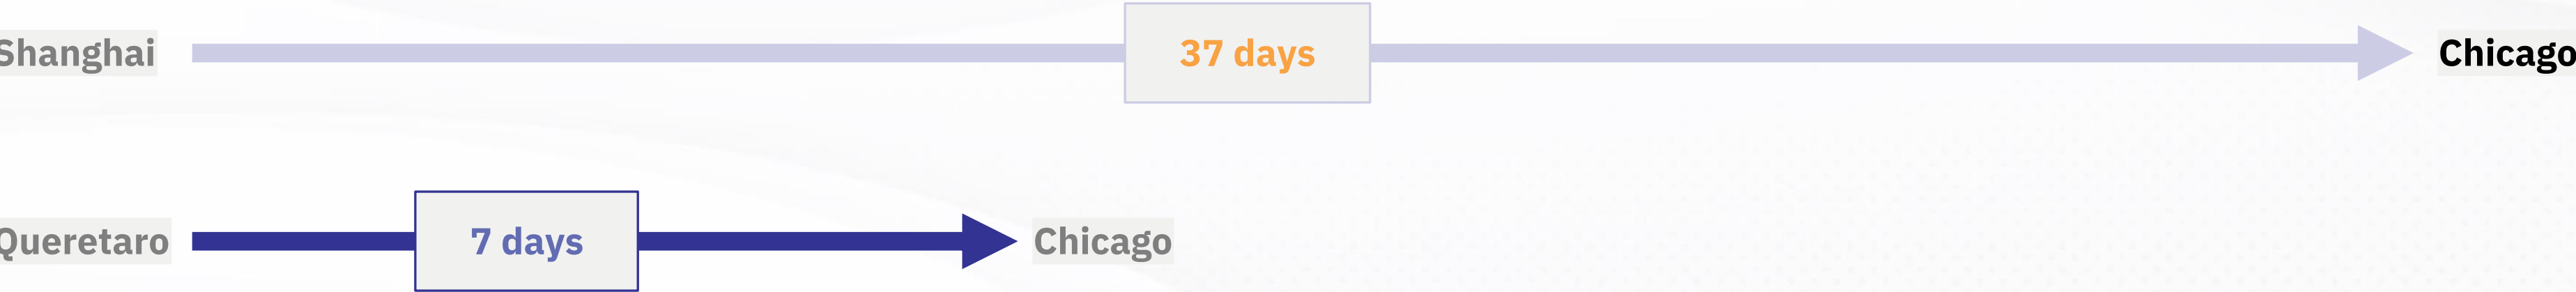 Shanghai 37 days Chicago
Queretaro 7 days Chicago